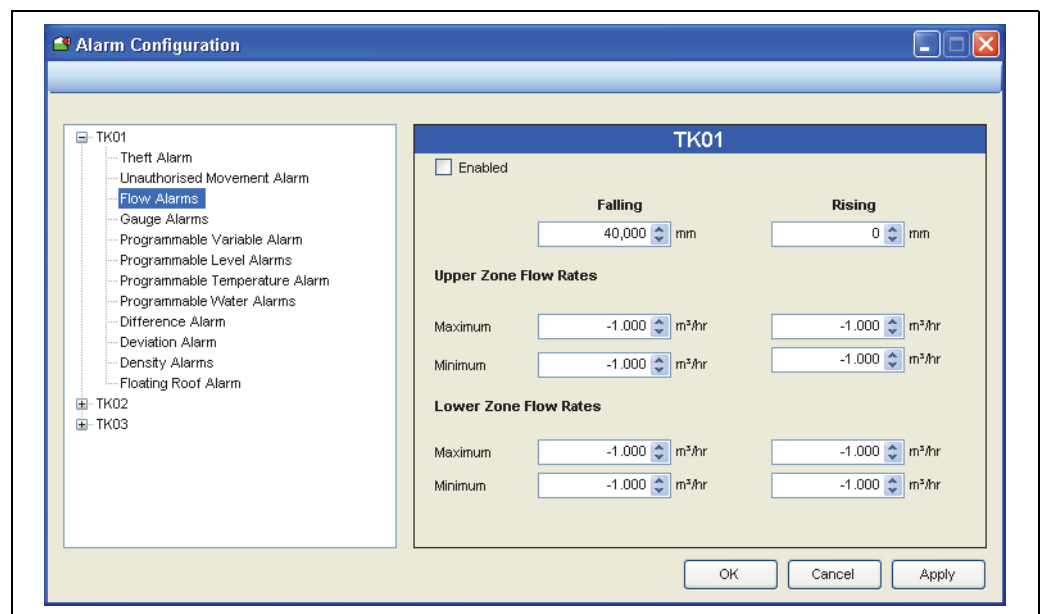 Alarm Configuration
TK01
Theft Alarm
Unauthorised Movement Alarm
Flow Alarms
Gauge Alarms
Programmable Variable Alarm
Programmable Level Alarms
Programmable Temperature Alarm
Programmable Water Alarms
Difference Alarm
Deviation Alarm
Density Alarms
Floating Roof Alarm
TK02
TK03
TK01
Enabled
Falling Rising
40,000 mm 0 mm
Upper Zone Flow Rates
Maximum -1.000 m³/hr -1.000 m³/hr
Minimum -1.000 m³/hr -1.000 m³/hr
Lower Zone Flow Rates
Maximum -1.000 m³/hr -1.000 m³/hr
Minimum -1.000 m³/hr -1.000 m³/hr
OK Cancel Apply